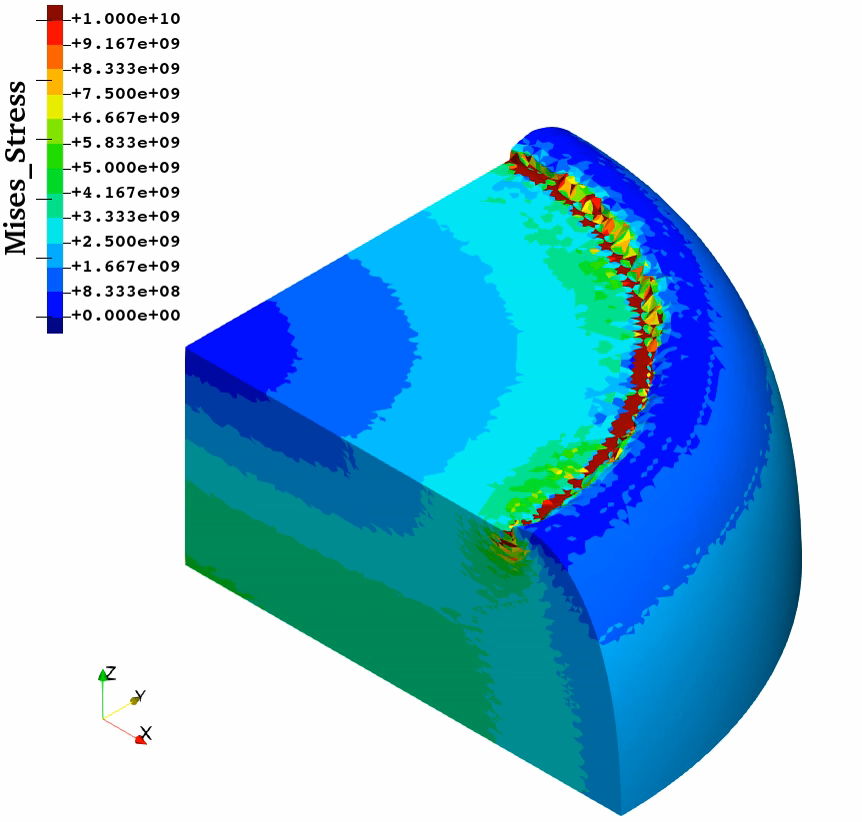 Mises_Stress
+1.000e+10
+9.167e+09
+8.333e+09
+7.500e+09
+6.667e+09
+5.833e+09
+5.000e+09
+4.167e+09
+3.333e+09
+2.500e+09
+1.667e+09
+8.333e+08
+0.000e+00
Z
Y
X